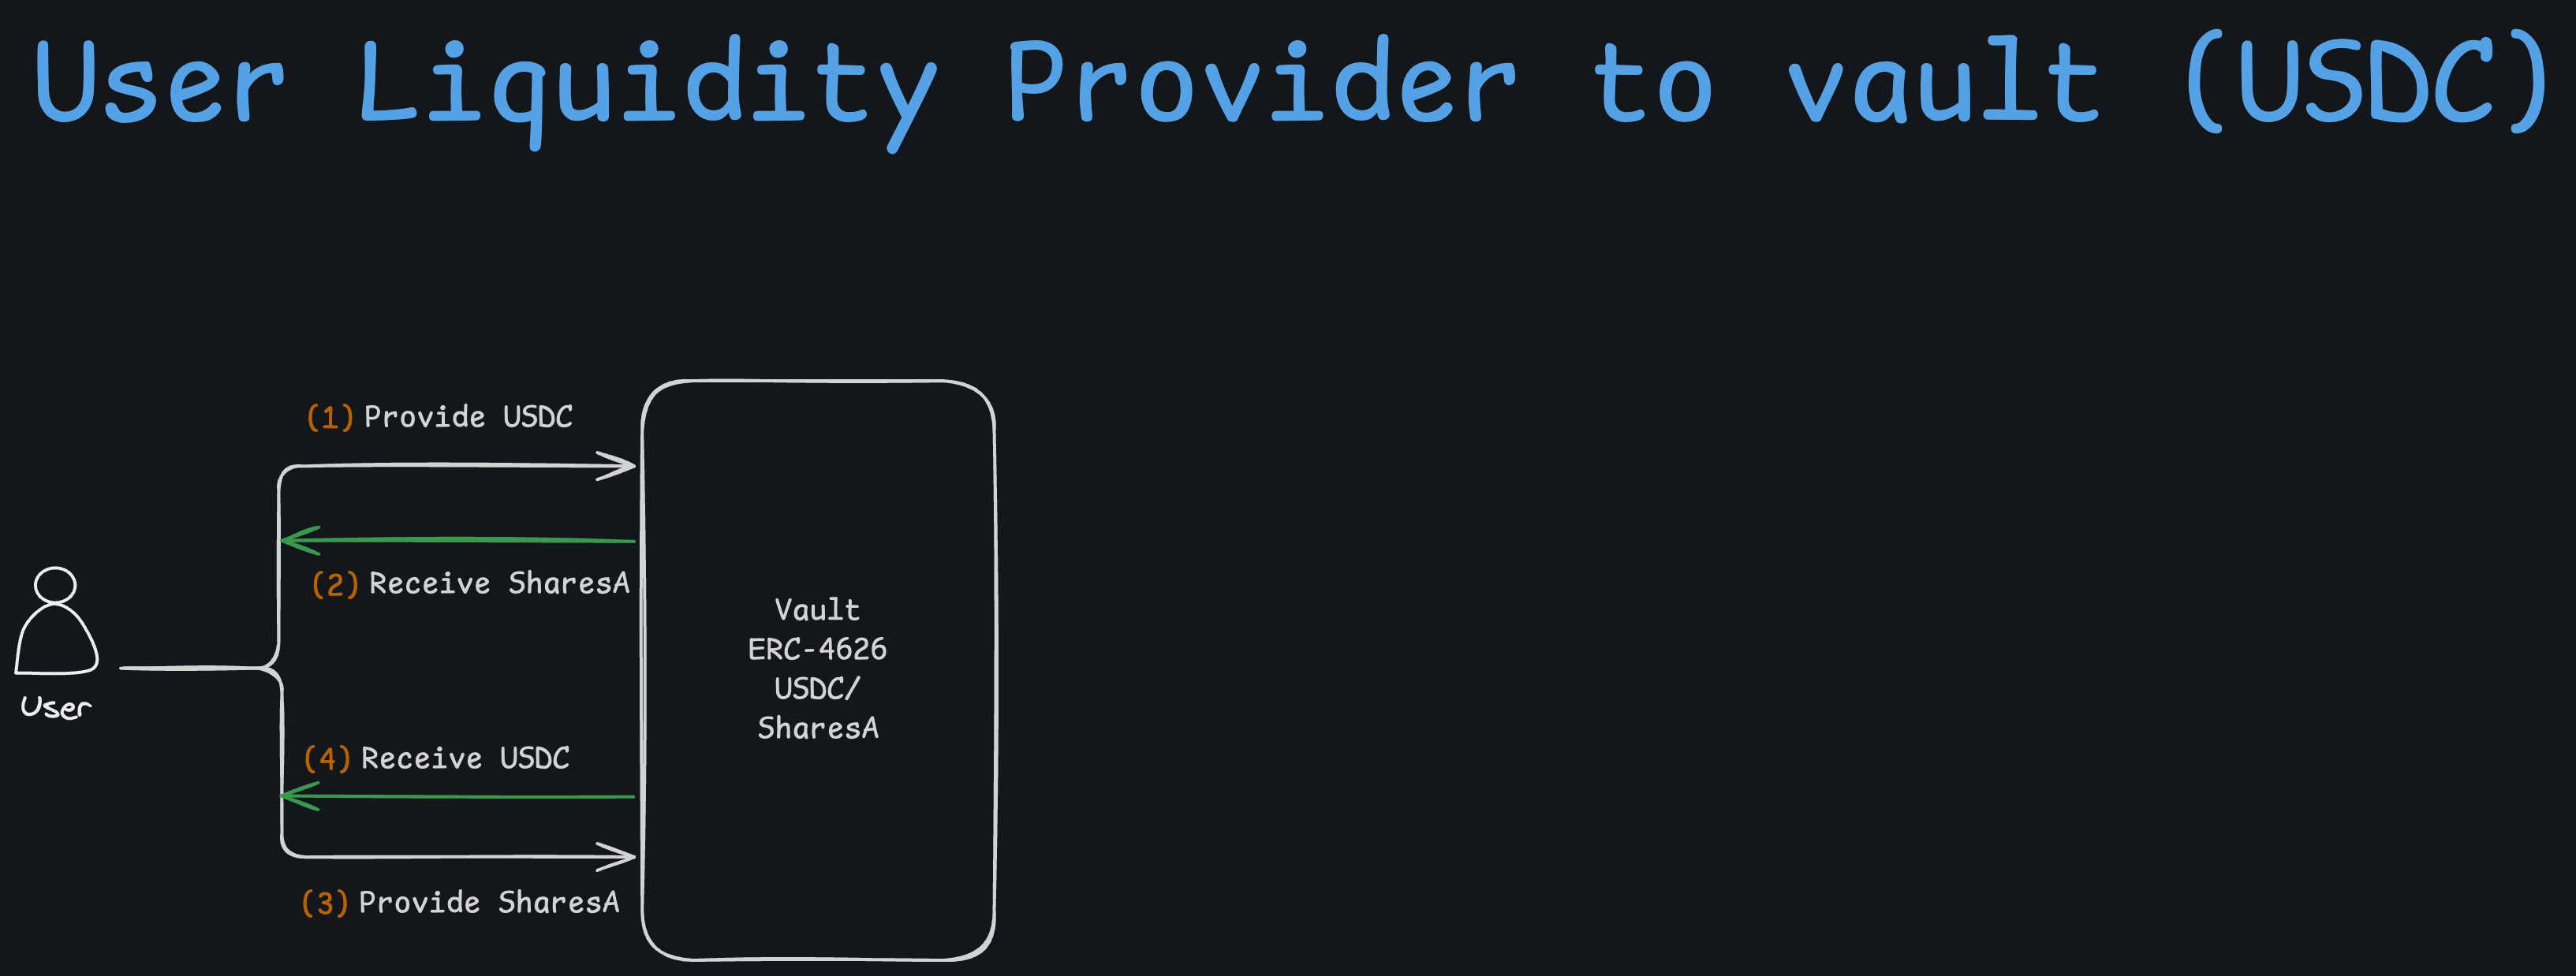 User Liquidity Provider to vault (USDC)
(1) Provide USDC
(2) Receive SharesA
Vault
ERC-4626
USDC/
SharesA
User
(4) Receive USDC
(3) Provide SharesA